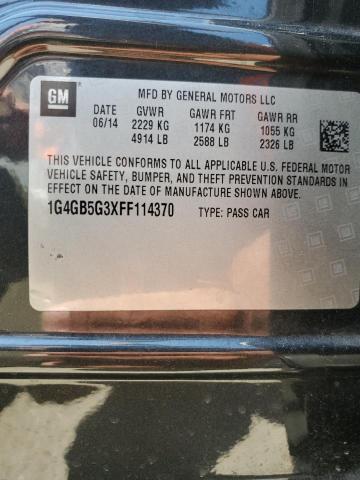 GM
MFD BY GENERAL MOTORS LLC
DATE GVWR GAWR FRT GAWR RR
06/14 2229 KG 1174 KG 1055 KG
4914 LB 2588 LB 2326 LB
THIS VEHICLE CONFORMS TO ALL APPLICABLE U.S. FEDERAL MOTOR
VEHICLE SAFETY, BUMPER, AND THEFT PREVENTION STANDARDS IN
EFFECT ON THE DATE OF MANUFACTURE SHOWN ABOVE.
1G4GB5G3XFF114370 TYPE: PASS CAR